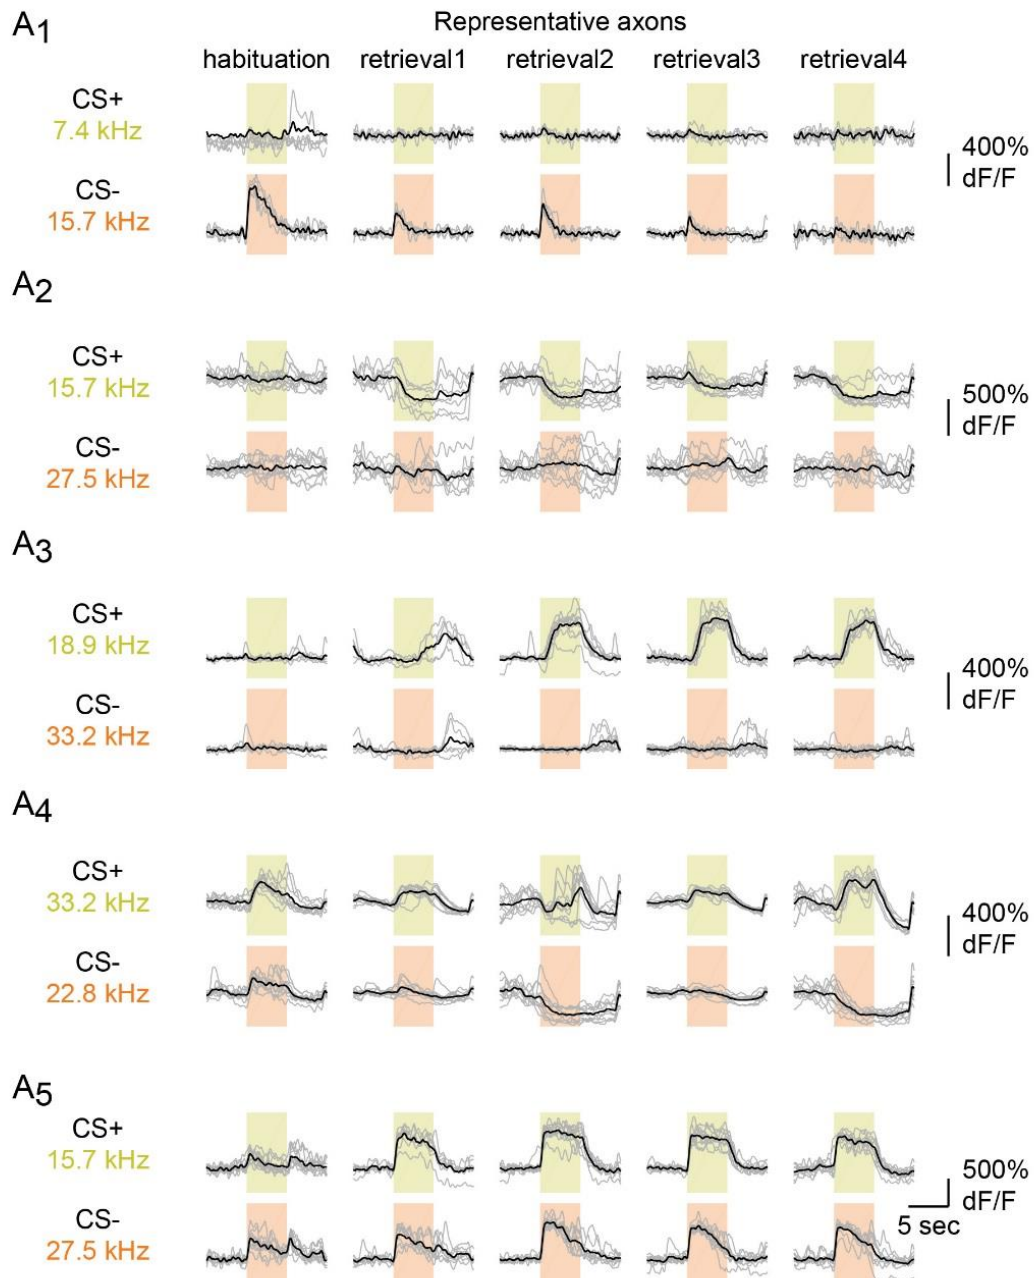 A1
Representative axons
habituation retrieval1 retrieval2 retrieval3 retrieval4
CS+
7.4 kHz
400%
dF/F
CS-
15.7 kHz
A2
CS+
15.7 kHz
500%
dF/F
CS-
27.5 kHz
A3
CS+
18.9 kHz
400%
dF/F
CS-
33.2 kHz
A4
CS+
33.2 kHz
400%
dF/F
CS-
22.8 kHz
A5
CS+
15.7 kHz
500%
dF/F
5 sec
CS-
27.5 kHz